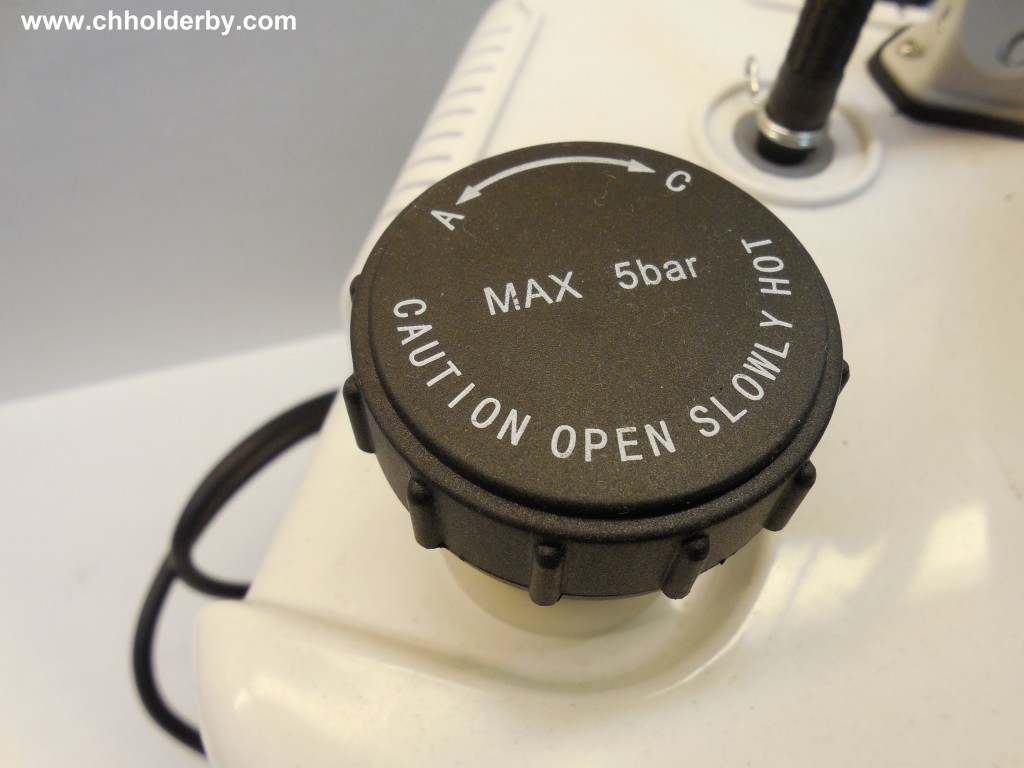 www.chholderby.com
A C
MAX 5bar
CAUTION OPEN SLOWLY HOT